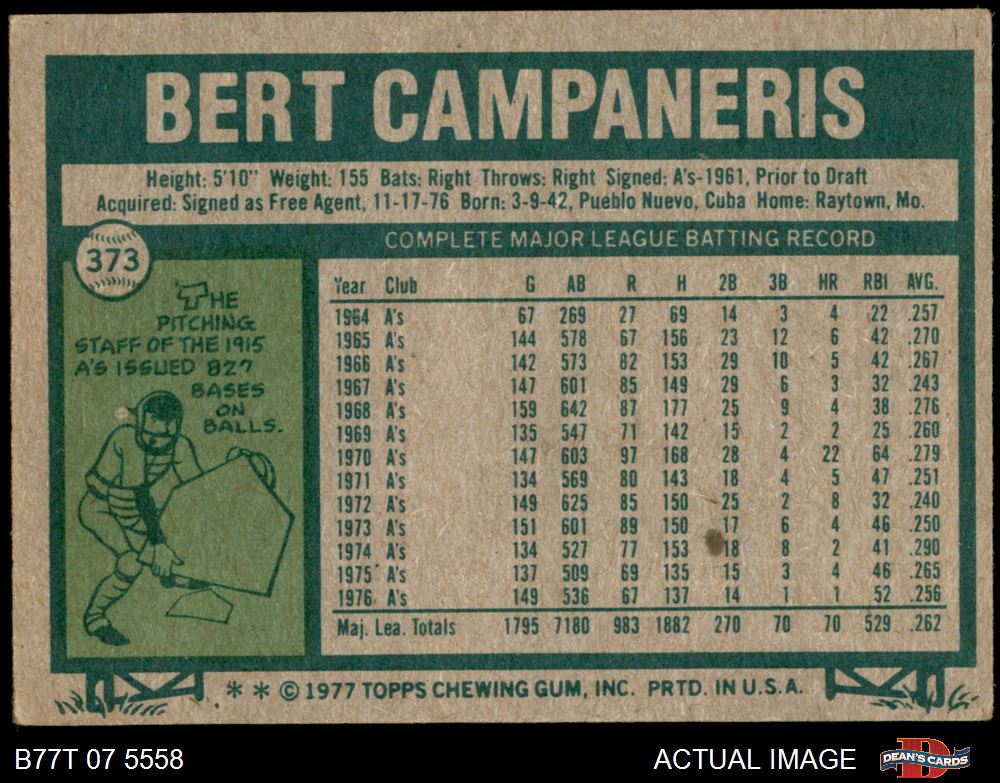 BERT CAMPANERIS
Height: 5'10" Weight: 155 Bats: Right Throws: Right Signed: A's-1961, Prior to Draft
Acquired: Signed as Free Agent, 11-17-76 Born: 3-9-42, Pueblo Nuevo, Cuba Home: Raytown, Mo.
COMPLETE MAJOR LEAGUE BATTING RECORD
373
THE
PITCHING
STAFF OF THE 1915
A'S ISSUED 827
BASES
ON
BALLS.
Year Club G AB R H 2B 3B HR RBI AVG.
1964 A's 67 269 27 69 14 3 4 22 .257
1965 A's 144 578 67 156 23 12 6 42 .270
1966 A's 142 573 82 153 29 10 5 42 .267
1967 A's 147 601 85 149 29 6 3 32 .243
1968 A's 159 642 87 177 25 9 4 38 .276
1969 A's 135 547 71 142 15 2 2 25 .260
1970 A's 147 603 97 168 28 4 22 64 .279
1971 A's 134 569 80 143 18 4 5 47 .251
1972 A's 149 625 85 150 25 2 8 32 .240
1973 A's 151 601 89 150 17 6 4 46 .250
1974 A's 134 527 77 153 18 8 2 41 .290
1975 A's 137 509 69 135 15 3 4 46 .265
1976 A's 149 536 67 137 14 1 1 52 .256
Maj. Lea. Totals 1795 7180 983 1882 270 70 70 529 .262
* * © 1977 TOPPS CHEWING GUM, INC. PRTD. IN U.S.A.
B77T 07 5558
ACTUAL IMAGE
DEAN'S CARDS